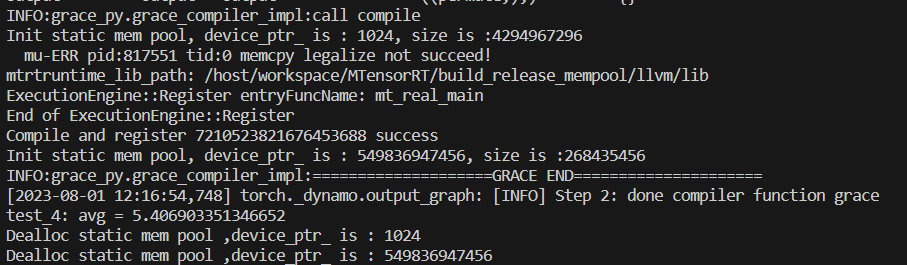 INFO:grace_py.grace_compiler_impl:call compile
Init static mem pool, device_ptr_ is : 1024, size is :4294967296
mu-ERR pid:817551 tid:0 memcpy legalize not succeed!
mtrtruntime_lib_path: /host/workspace/MTensorRT/build_release_mempool/llvm/lib
ExecutionEngine::Register entryFuncName: mt_real_main
End of ExecutionEngine::Register
Compile and register 7210523821676453688 success
Init static mem pool, device_ptr_ is : 549836947456, size is :268435456
INFO:grace_py.grace_compiler_impl:====================GRACE END=====================
[2023-08-01 12:16:54,748] torch._dynamo.output_graph: [INFO] Step 2: done compiler function grace
test_4: avg = 5.406903351346652
Dealloc static mem pool ,device_ptr_ is : 1024
Dealloc static mem pool ,device_ptr_ is : 549836947456